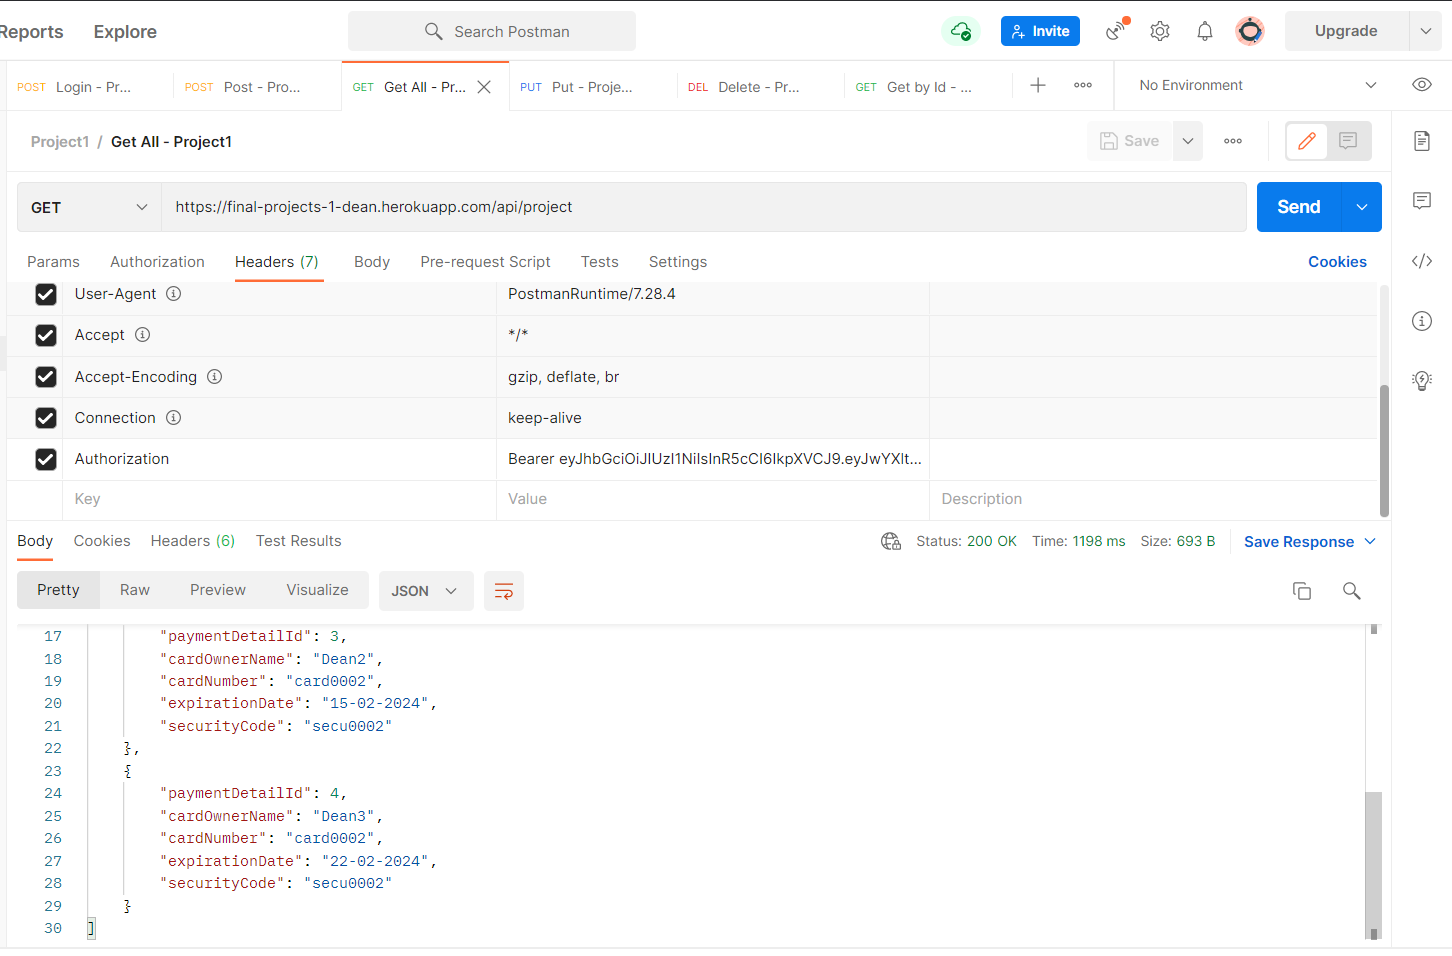 Reports Explore Search Postman Invite Upgrade
POST Login - Pr... POST Post - Pro... GET Get All - Pr... PUT Put - Proje... DEL Delete - Pr... GET Get by Id - ... No Environment
Project1 / Get All - Project1 Save
GET https://final-projects-1-dean.herokuapp.com/api/project Send
Params Authorization Headers (7) Body Pre-request Script Tests Settings Cookies
User-Agent PostmanRuntime/7.28.4
Accept */*
Accept-Encoding gzip, deflate, br
Connection keep-alive
Authorization Bearer eyJhbGciOiJIUzI1NiIsInR5cCI6IkpXVCJ9.eyJwYXlt...
Key Value Description
Body Cookies Headers (6) Test Results Status: 200 OK Time: 1198 ms Size: 693 B Save Response
Pretty Raw Preview Visualize JSON
17 "paymentDetailId": 3,
18 "cardOwnerName": "Dean2",
19 "cardNumber": "card0002",
20 "expirationDate": "15-02-2024",
21 "securityCode": "secu0002"
22 },
23 {
24 "paymentDetailId": 4,
25 "cardOwnerName": "Dean3",
26 "cardNumber": "card0002",
27 "expirationDate": "22-02-2024",
28 "securityCode": "secu0002"
29 }
30 ]